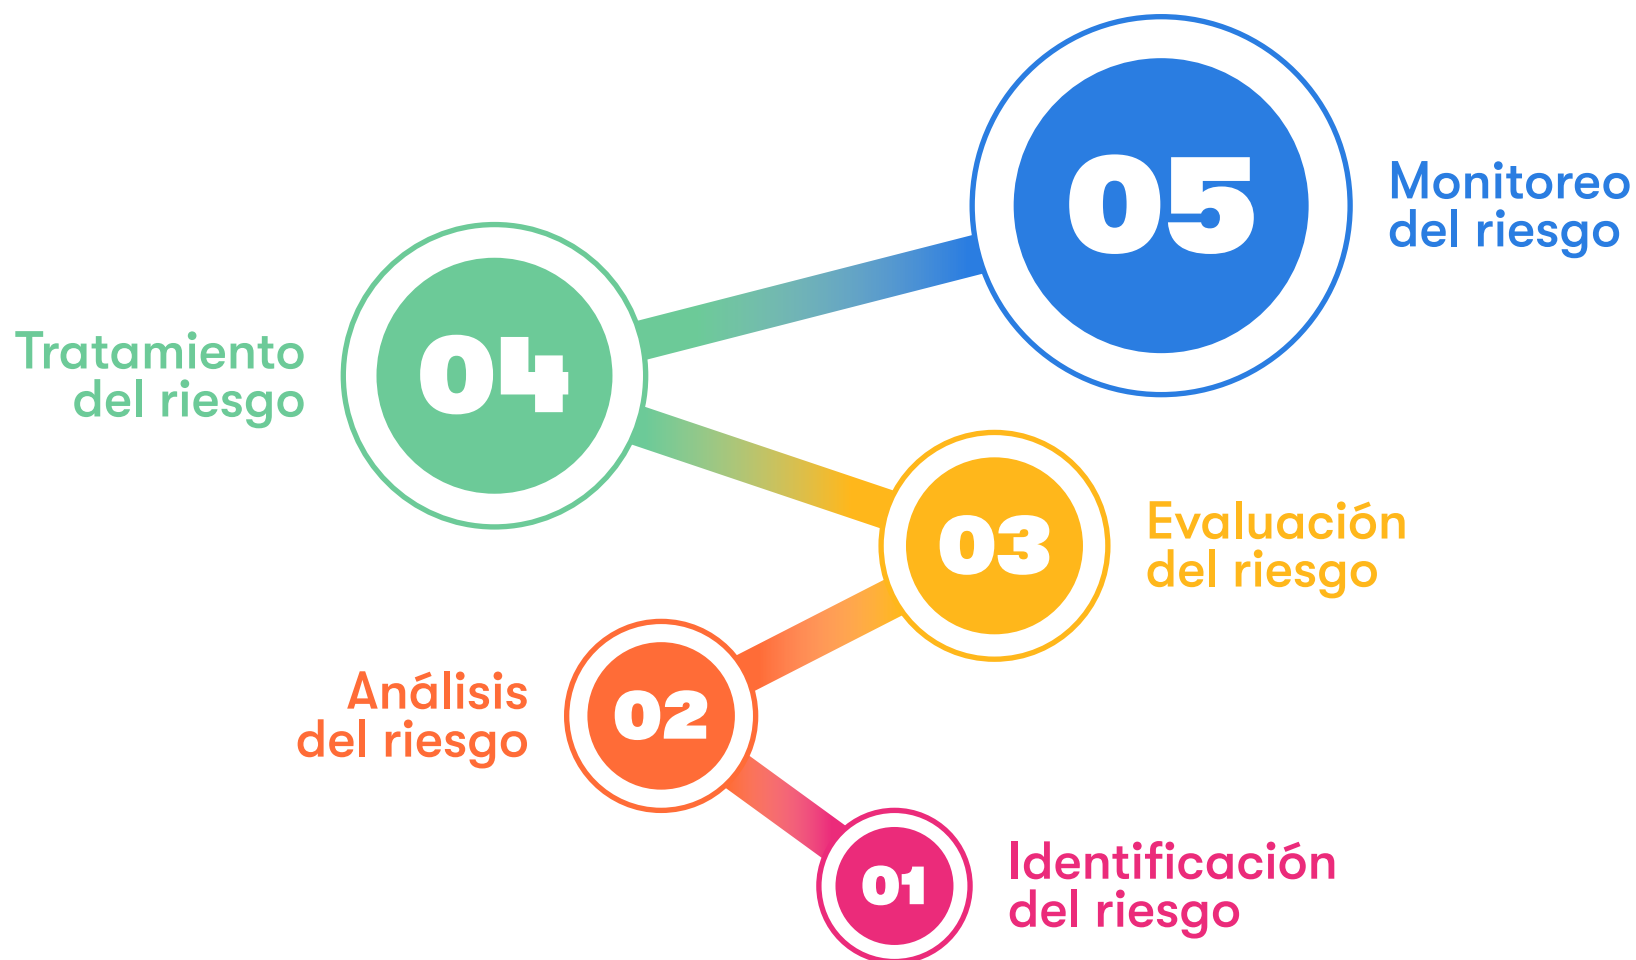 05
Monitoreo
del riesgo
04
Tratamiento
del riesgo
03
Evaluación
del riesgo
02
Análisis
del riesgo
01
Identificación
del riesgo